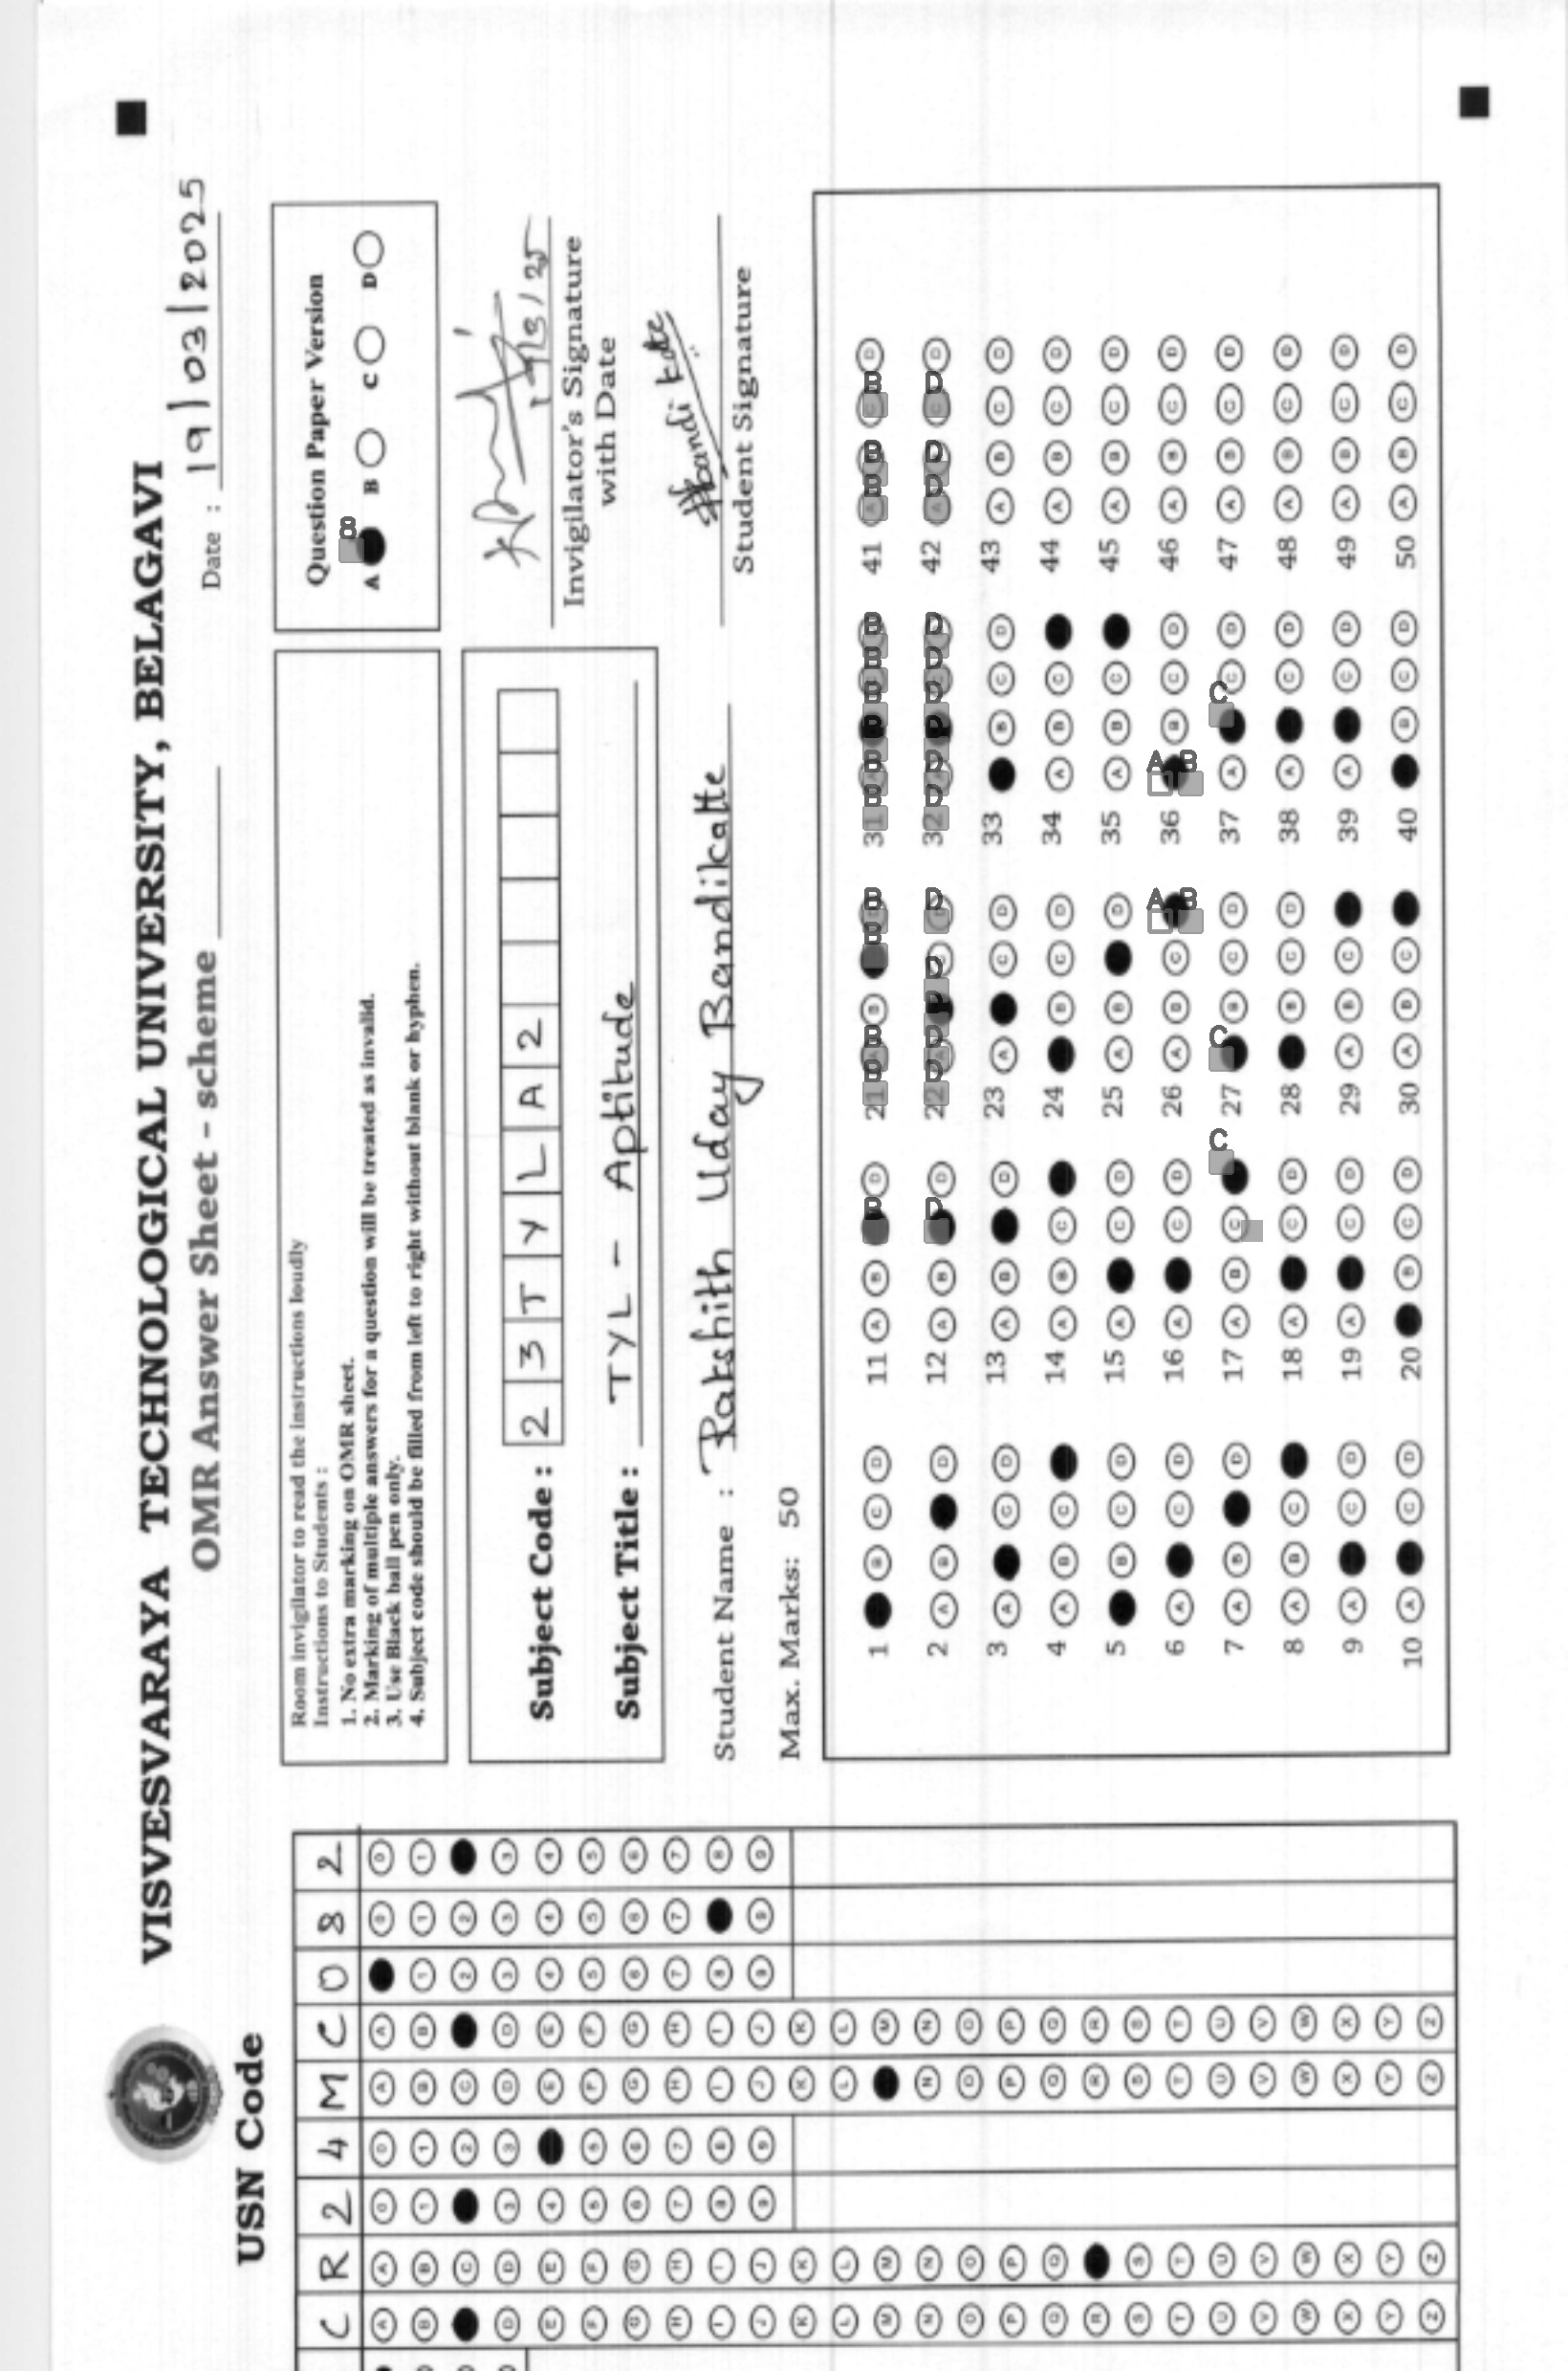 VISVESVARAYA TECHNOLOGICAL UNIVERSITY, BELAGAVI
OMR Answer Sheet - scheme
Date : 19/03/2025
Room invigilator to read the instructions loudly
Instructions to Students :
1. No extra marking on OMR sheet.
2. Marking of multiple answers for a question will be treated as invalid.
3. Use Black ball pen only.
4. Subject code should be filled from left to right without blank or hyphen.
Question Paper Version
A B C D
Subject Code : 2 3 T Y L A 2
Subject Title : TYL - Aptitude
Invigilator's Signature
with Date
Student Name : Rakshith Uday Bandikatte
Student Signature
Max. Marks: 50
1 A B C D 11 A B C D 21 A B C D 31 A B C D 41 A B C D
2 A B C D 12 A B C D 22 A B C D 32 A B C D 42 A B C D
3 A B C D 13 A B C D 23 A B C D 33 A B C D 43 A B C D
4 A B C D 14 A B C D 24 A B C D 34 A B C D 44 A B C D
5 A B C D 15 A B C D 25 A B C D 35 A B C D 45 A B C D
6 A B C D 16 A B C D 26 A B C D 36 A B C D 46 A B C D
7 A B C D 17 A B C D 27 A B C D 37 A B C D 47 A B C D
8 A B C D 18 A B C D 28 A B C D 38 A B C D 48 A B C D
9 A B C D 19 A B C D 29 A B C D 39 A B C D 49 A B C D
10 A B C D 20 A B C D 30 A B C D 40 A B C D 50 A B C D
USN Code
C R 2 4 M C 0 8 2